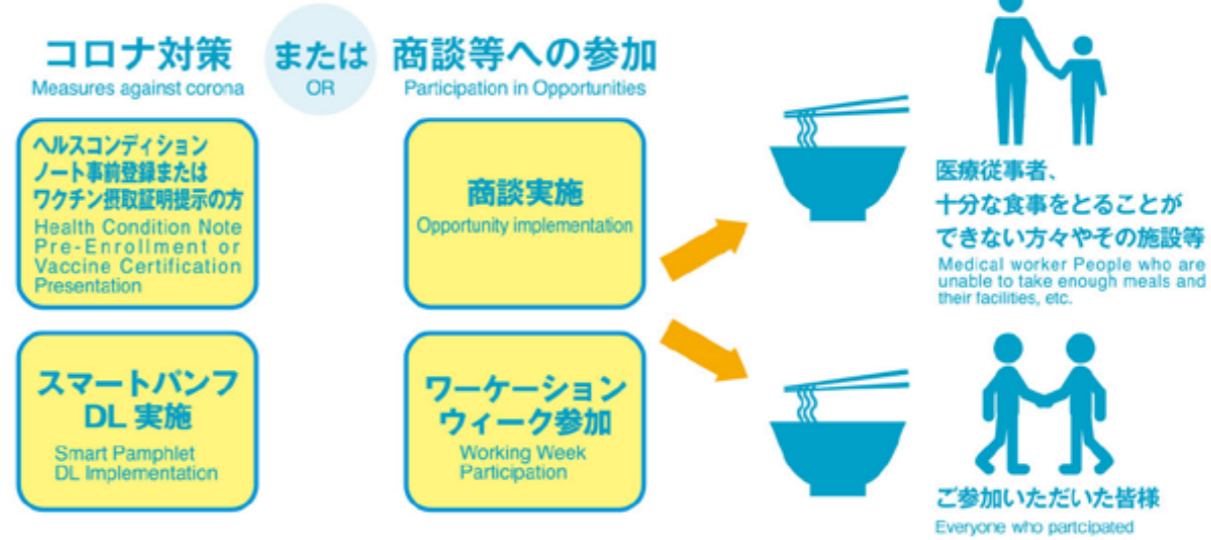 コロナ対策
Measures against corona
または
OR
商談等への参加
Participation in Opportunities
ヘルスコンディション
ノート事前登録または
ワクチン摂取証明提示の方
Health Condition Note
Pre-Enrollment or
Vaccine Certification
Presentation
商談実施
Opportunity implementation
スマートパンフ
DL 実施
Smart Pamphlet
DL Implementation
ワーケーション
ウィーク参加
Working Week
Participation
医療従事者、
十分な食事をとることが
できない方々やその施設等
Medical worker People who are
unable to take enough meals and
their facilities, etc.
ご参加いただいた皆様
Everyone who partcipated